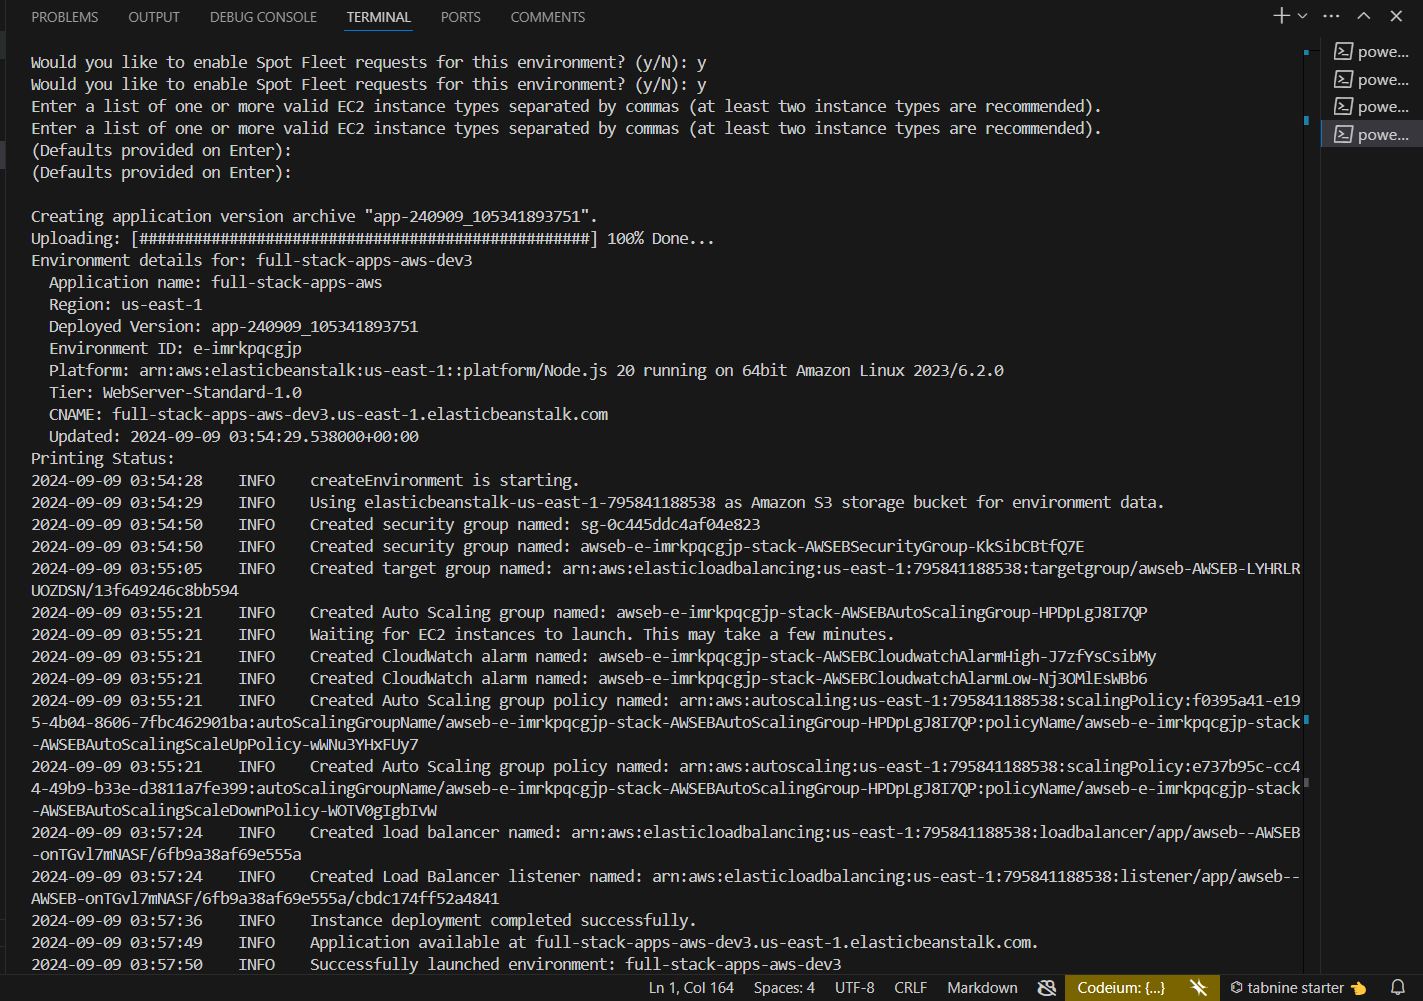 PROBLEMS OUTPUT DEBUG CONSOLE TERMINAL PORTS COMMENTS
Would you like to enable Spot Fleet requests for this environment? (y/N): y
Would you like to enable Spot Fleet requests for this environment? (y/N): y
Enter a list of one or more valid EC2 instance types separated by commas (at least two instance types are recommended).
Enter a list of one or more valid EC2 instance types separated by commas (at least two instance types are recommended).
(Defaults provided on Enter):
(Defaults provided on Enter):
Creating application version archive "app-240909_105341893751".
Uploading: [##################################################] 100% Done...
Environment details for: full-stack-apps-aws-dev3
Application name: full-stack-apps-aws
Region: us-east-1
Deployed Version: app-240909_105341893751
Environment ID: e-imrkpqcgjp
Platform: arn:aws:elasticbeanstalk:us-east-1::platform/Node.js 20 running on 64bit Amazon Linux 2023/6.2.0
Tier: WebServer-Standard-1.0
CNAME: full-stack-apps-aws-dev3.us-east-1.elasticbeanstalk.com
Updated: 2024-09-09 03:54:29.538000+00:00
Printing Status:
2024-09-09 03:54:28 INFO createEnvironment is starting.
2024-09-09 03:54:29 INFO Using elasticbeanstalk-us-east-1-795841188538 as Amazon S3 storage bucket for environment data.
2024-09-09 03:54:50 INFO Created security group named: sg-0c445ddc4af04e823
2024-09-09 03:54:50 INFO Created security group named: awseb-e-imrkpqcgjp-stack-AWSEBSecurityGroup-KkSibCBtfQ7E
2024-09-09 03:55:05 INFO Created target group named: arn:aws:elasticloadbalancing:us-east-1:795841188538:targetgroup/awseb-AWSEB-LYHRLR
UOZDSN/13f649246c8bb594
2024-09-09 03:55:21 INFO Created Auto Scaling group named: awseb-e-imrkpqcgjp-stack-AWSEBAutoScalingGroup-HPDpLgJ8I7QP
2024-09-09 03:55:21 INFO Waiting for EC2 instances to launch. This may take a few minutes.
2024-09-09 03:55:21 INFO Created CloudWatch alarm named: awseb-e-imrkpqcgjp-stack-AWSEBCloudwatchAlarmHigh-J7zfYsCsibMy
2024-09-09 03:55:21 INFO Created CloudWatch alarm named: awseb-e-imrkpqcgjp-stack-AWSEBCloudwatchAlarmLow-Nj3OMlEsWBb6
2024-09-09 03:55:21 INFO Created Auto Scaling group policy named: arn:aws:autoscaling:us-east-1:795841188538:scalingPolicy:f0395a41-e19
5-4b04-8606-7fbc462901ba:autoScalingGroupName/awseb-e-imrkpqcgjp-stack-AWSEBAutoScalingGroup-HPDpLgJ8I7QP:policyName/awseb-e-imrkpqcgjp-stack
-AWSEBAutoScalingScaleUpPolicy-wWNu3YHxFUy7
2024-09-09 03:55:21 INFO Created Auto Scaling group policy named: arn:aws:autoscaling:us-east-1:795841188538:scalingPolicy:e737b95c-cc4
4-49b9-b33e-d3811a7fe399:autoScalingGroupName/awseb-e-imrkpqcgjp-stack-AWSEBAutoScalingGroup-HPDpLgJ8I7QP:policyName/awseb-e-imrkpqcgjp-stack
-AWSEBAutoScalingScaleDownPolicy-WOTV0gIgbIvW
2024-09-09 03:57:24 INFO Created load balancer named: arn:aws:elasticloadbalancing:us-east-1:795841188538:loadbalancer/app/awseb--AWSEB
-onTGvl7mNASF/6fb9a38af69e555a
2024-09-09 03:57:24 INFO Created Load Balancer listener named: arn:aws:elasticloadbalancing:us-east-1:795841188538:listener/app/awseb--
AWSEB-onTGvl7mNASF/6fb9a38af69e555a/cbdc174ff52a4841
2024-09-09 03:57:36 INFO Instance deployment completed successfully.
2024-09-09 03:57:49 INFO Application available at full-stack-apps-aws-dev3.us-east-1.elasticbeanstalk.com.
2024-09-09 03:57:50 INFO Successfully launched environment: full-stack-apps-aws-dev3
powe...
powe...
powe...
powe...
Ln 1, Col 164 Spaces: 4 UTF-8 CRLF Markdown Codeium: {...} tabnine starter